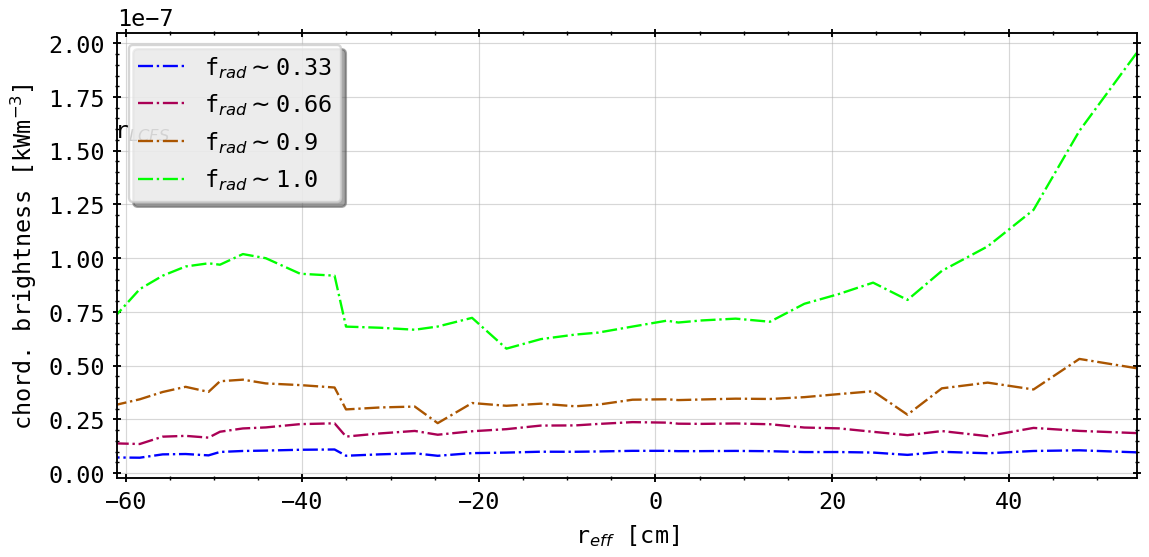 1e−7
2.00
1.75
1.50
1.25
1.00
0.75
0.50
0.25
0.00
chord. brightness [kWm⁻³]
f_rad ~ 0.33
f_rad ~ 0.66
r_LCFS
f_rad ~ 0.9
f_rad ~ 1.0
−60 −40 −20 0 20 40
r_eff [cm]